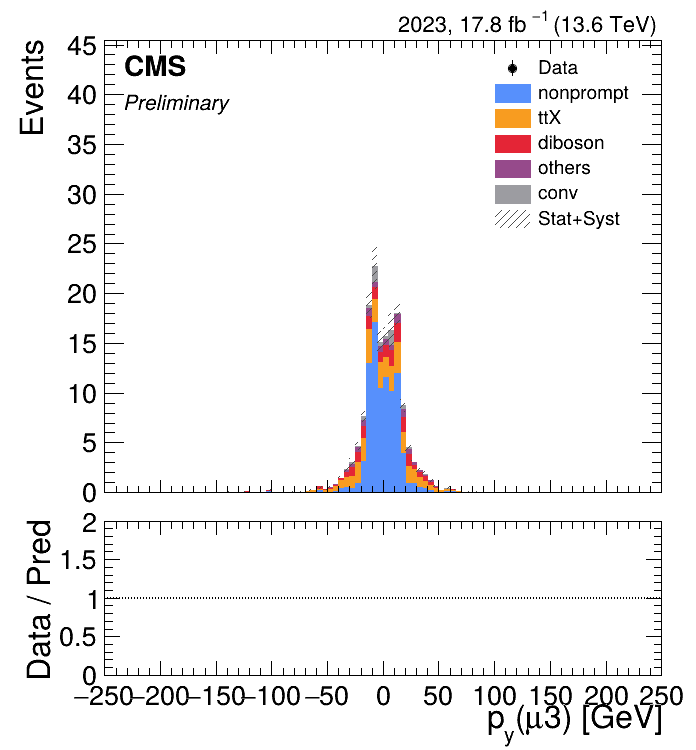 2023, 17.8 fb⁻¹ (13.6 TeV)
CMS
Preliminary
Events
45
40
35
30
25
20
15
10
5
0
Data
nonprompt
ttX
diboson
others
conv
Stat+Syst
Data / Pred
2
1.5
1
0.5
0
−250 −200 −150 −100 −50 0 50 100 150 200 250
p_y(μ3) [GeV]